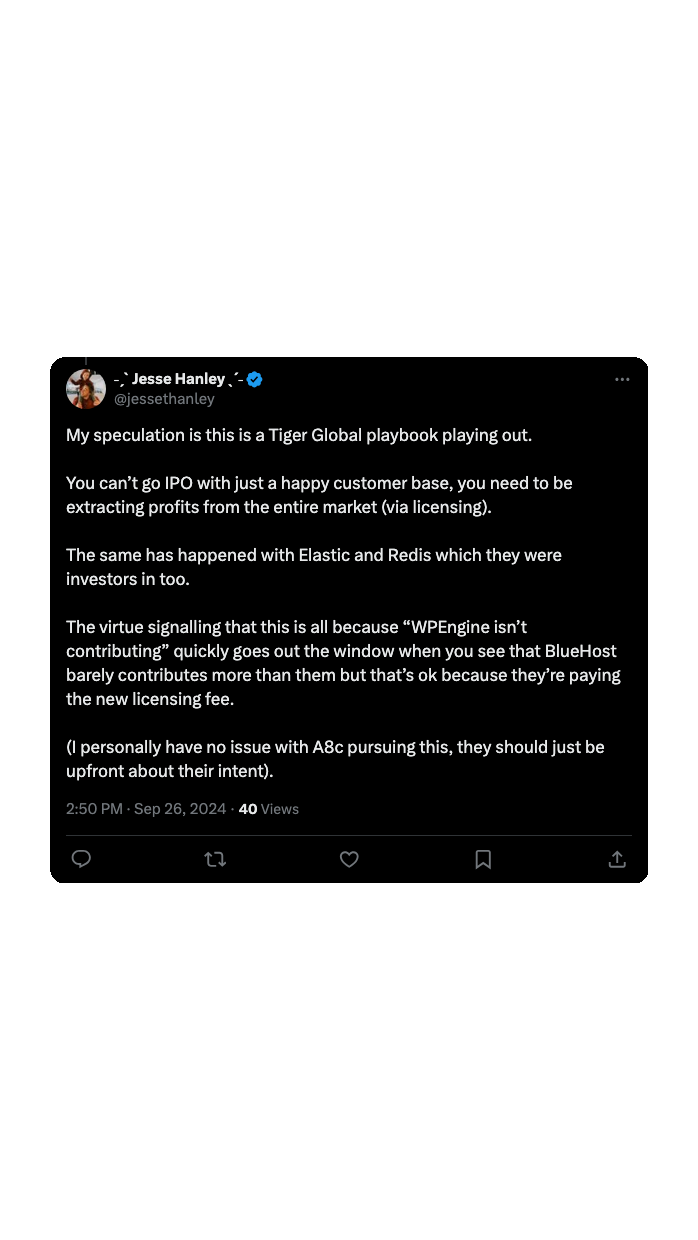 -ˏˋ Jesse Hanley ˎˊ-
@jessethanley
My speculation is this is a Tiger Global playbook playing out.
You can’t go IPO with just a happy customer base, you need to be
extracting profits from the entire market (via licensing).
The same has happened with Elastic and Redis which they were
investors in too.
The virtue signalling that this is all because “WPEngine isn’t
contributing” quickly goes out the window when you see that BlueHost
barely contributes more than them but that’s ok because they’re paying
the new licensing fee.
(I personally have no issue with A8c pursuing this, they should just be
upfront about their intent).
2:50 PM · Sep 26, 2024 · 40 Views